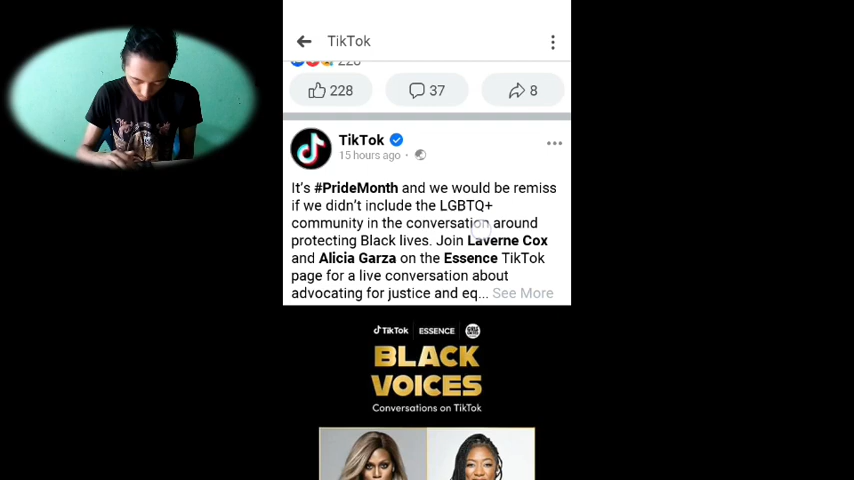 TikTok
228
228
37
8
TikTok
15 hours ago
It's #PrideMonth and we would be remiss
if we didn't include the LGBTQ+
community in the conversation around
protecting Black lives. Join Laverne Cox
and Alicia Garza on the Essence TikTok
page for a live conversation about
advocating for justice and eq... See More
TikTok ESSENCE
BLACK
VOICES
Conversations on TikTok